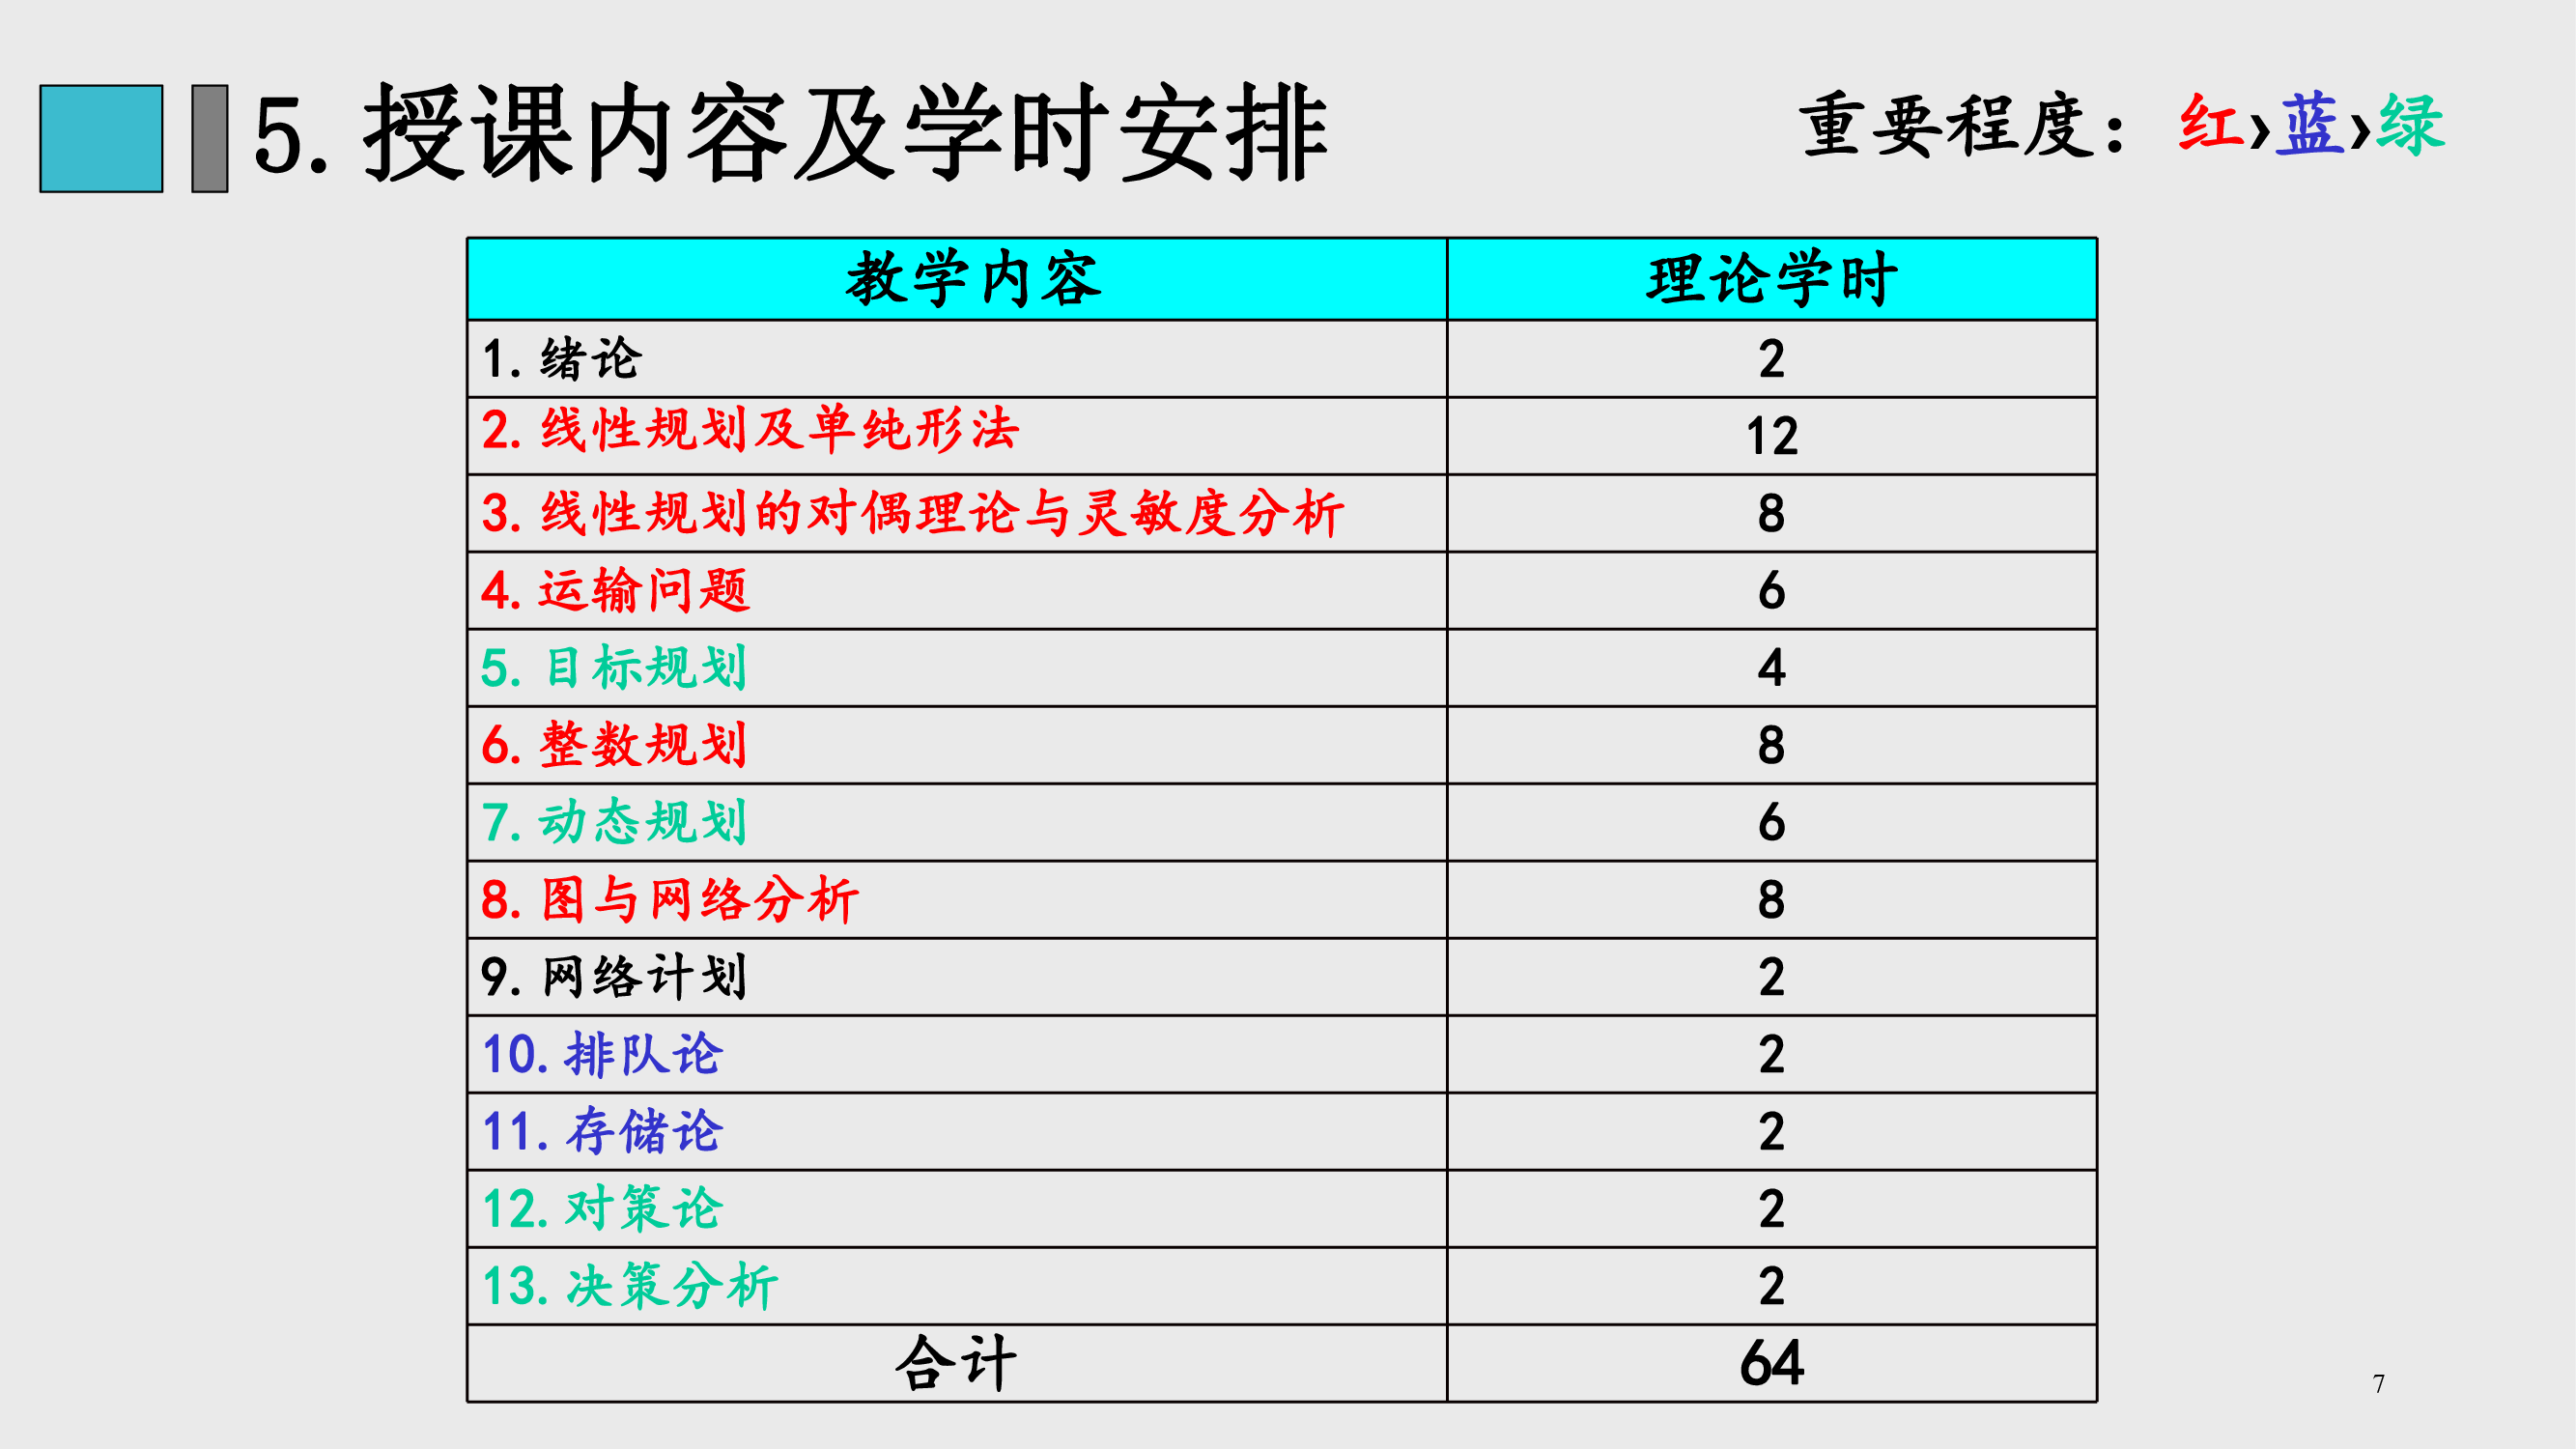 5.授课内容及学时安排
重要程度：红›蓝›绿
教学内容 理论学时
1.绪论 2
2.线性规划及单纯形法 12
3.线性规划的对偶理论与灵敏度分析 8
4.运输问题 6
5.目标规划 4
6.整数规划 8
7.动态规划 6
8.图与网络分析 8
9.网络计划 2
10.排队论 2
11.存储论 2
12.对策论 2
13.决策分析 2
合计 64
7